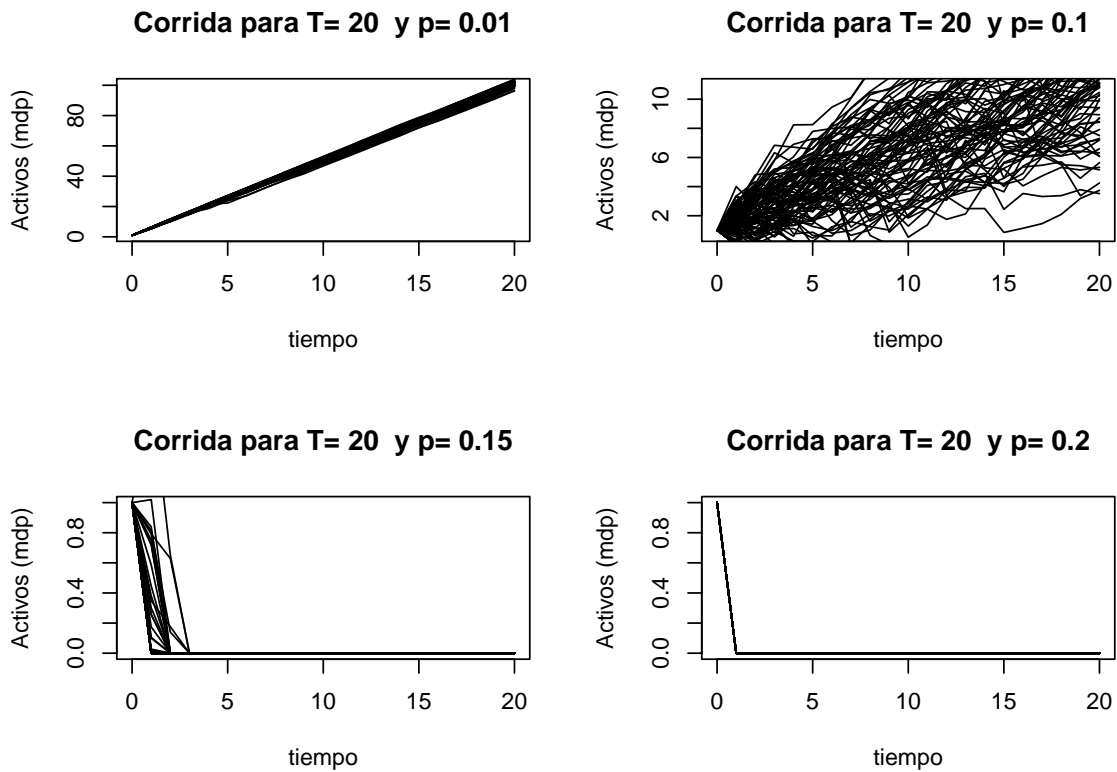 Corrida para T= 20 y p= 0.01
Activos (mdp)
0 40 80
0 5 10 15 20
tiempo
Corrida para T= 20 y p= 0.1
Activos (mdp)
2 6 10
0 5 10 15 20
tiempo
Corrida para T= 20 y p= 0.15
Activos (mdp)
0.0 0.4 0.8
0 5 10 15 20
tiempo
Corrida para T= 20 y p= 0.2
Activos (mdp)
0.0 0.4 0.8
0 5 10 15 20
tiempo